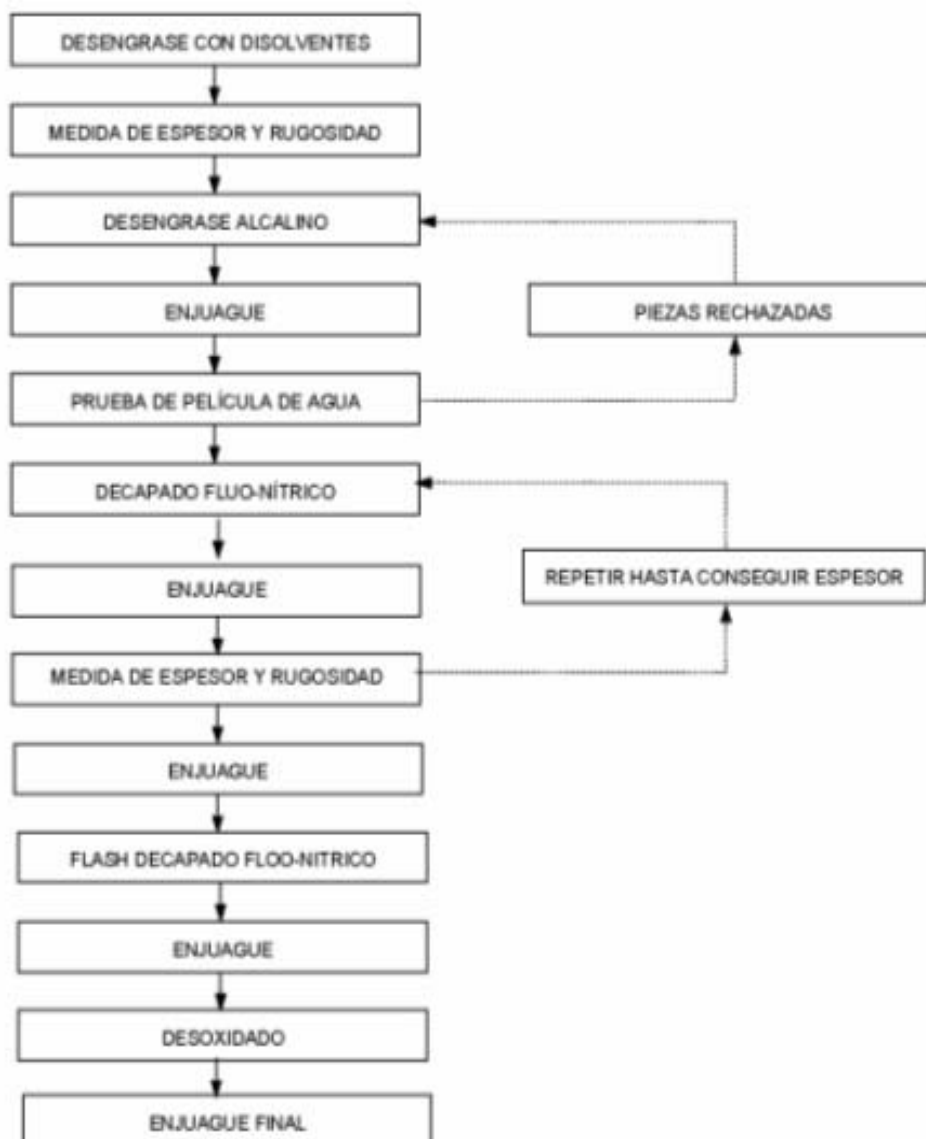 DESENGRASE CON DISOLVENTES
MEDIDA DE ESPESOR Y RUGOSIDAD
DESENGRASE ALCALINO
ENJUAGUE
PIEZAS RECHAZADAS
PRUEBA DE PELÍCULA DE AGUA
DECAPADO FLUO-NÍTRICO
ENJUAGUE
REPETIR HASTA CONSEGUIR ESPESOR
MEDIDA DE ESPESOR Y RUGOSIDAD
ENJUAGUE
FLASH DECAPADO FLOO-NITRICO
ENJUAGUE
DESOXIDADO
ENJUAGUE FINAL